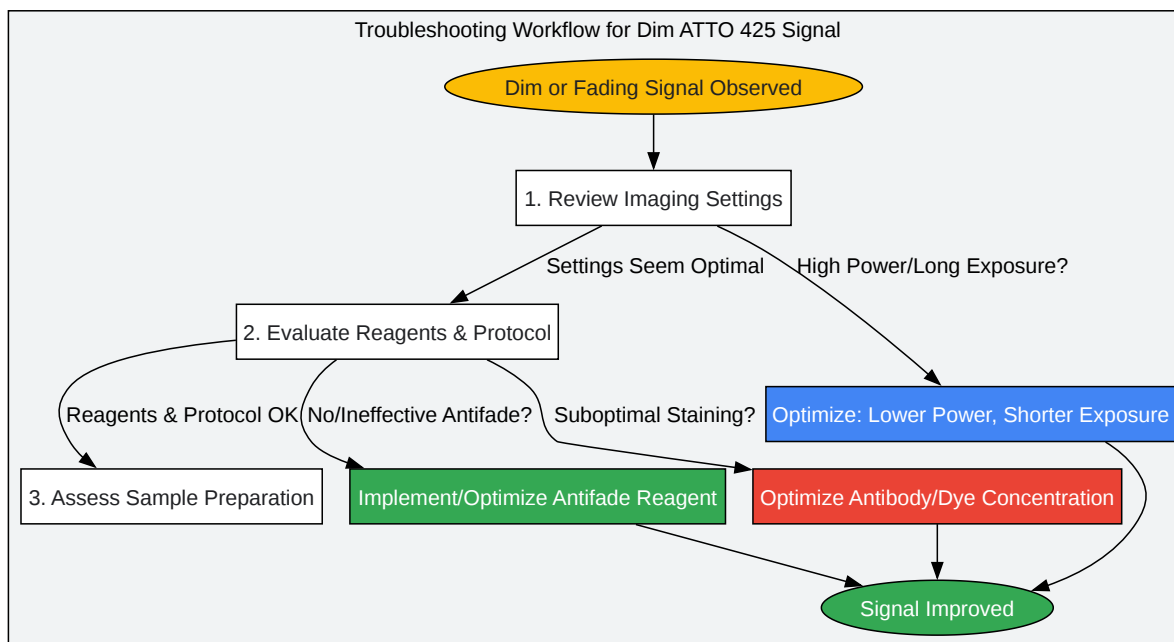 Troubleshooting Workflow for Dim ATTO 425 Signal
Dim or Fading Signal Observed
1. Review Imaging Settings
Settings Seem Optimal
High Power/Long Exposure?
2. Evaluate Reagents & Protocol
Reagents & Protocol OK
No/Ineffective Antifade?
Suboptimal Staining?
Optimize: Lower Power, Shorter Exposure
3. Assess Sample Preparation
Implement/Optimize Antifade Reagent
Optimize Antibody/Dye Concentration
Signal Improved